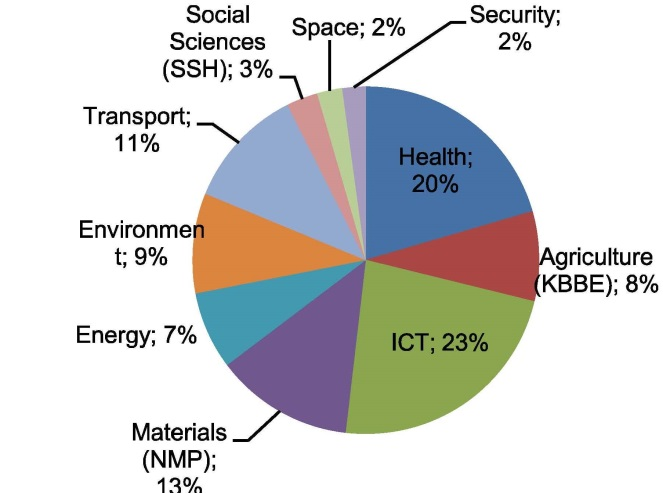 Social
Sciences
(SSH); 3%
Space; 2%
Security;
2%
Transport;
11%
Health;
20%
Environmen
t; 9%
Agriculture
(KBBE); 8%
Energy; 7%
ICT; 23%
Materials
(NMP);
13%